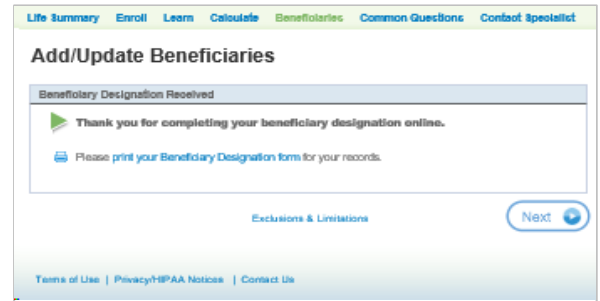 Life Summary Enroll Learn Calculate Beneficiaries Common Questions Contact Specialist
Add/Update Beneficiaries
Beneficiary Designation Received
Thank you for completing your beneficiary designation online.
Please print your Beneficiary Designation form for your records.
Exclusions & Limitations
Next
Terms of Use | Privacy/HIPAA Notices | Contact Us